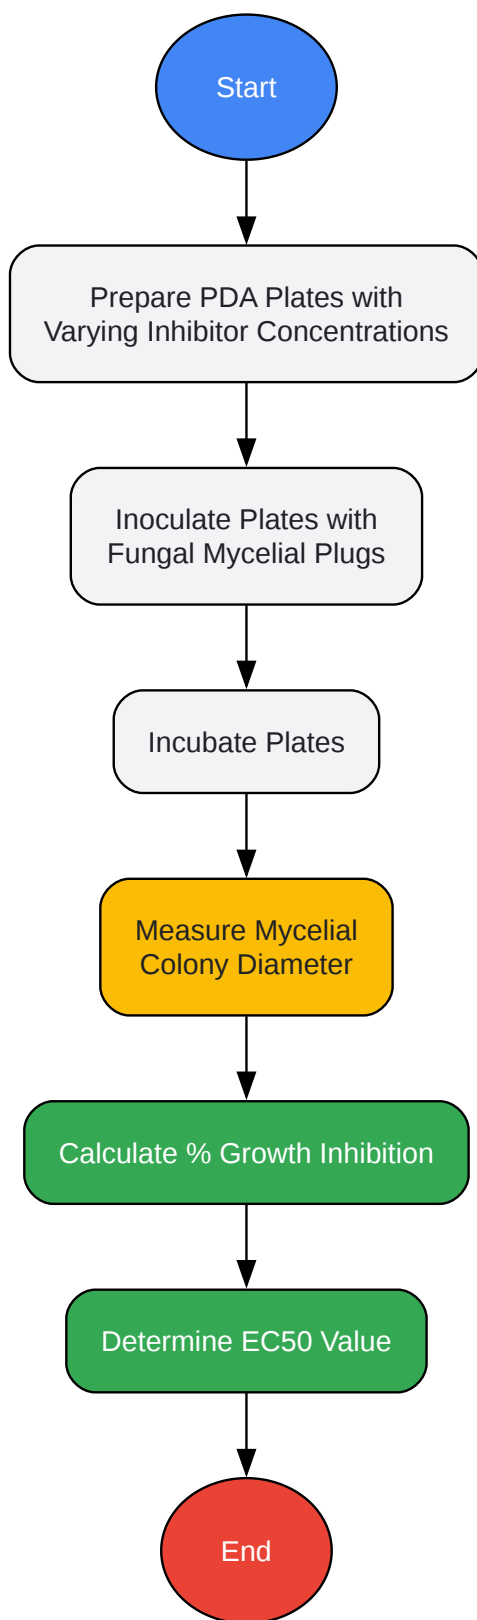 Start
Prepare PDA Plates with
Varying Inhibitor Concentrations
Inoculate Plates with
Fungal Mycelial Plugs
Incubate Plates
Measure Mycelial
Colony Diameter
Calculate % Growth Inhibition
Determine EC50 Value
End